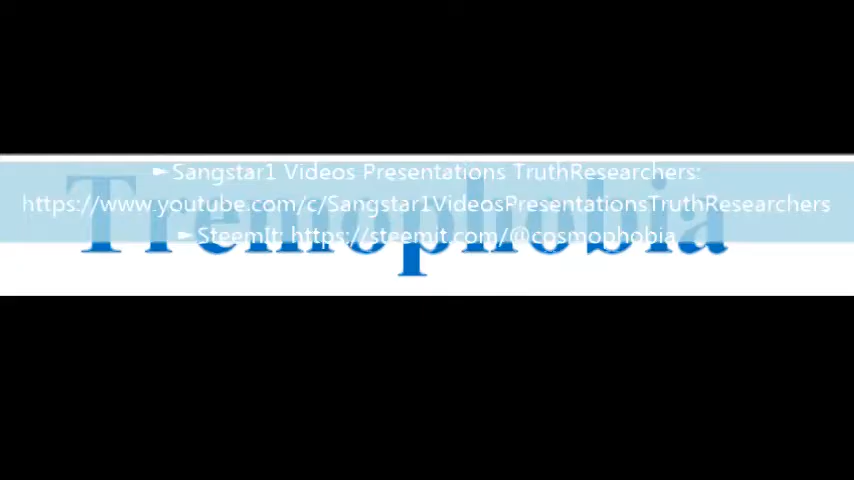 ►Sangstar1 Videos Presentations TruthResearchers:
https://www.youtube.com/c/Sangstar1VideosPresentationsTruthResearchers
►SteemIt: https://steemit.com/@cosmophobia
Tremophobia